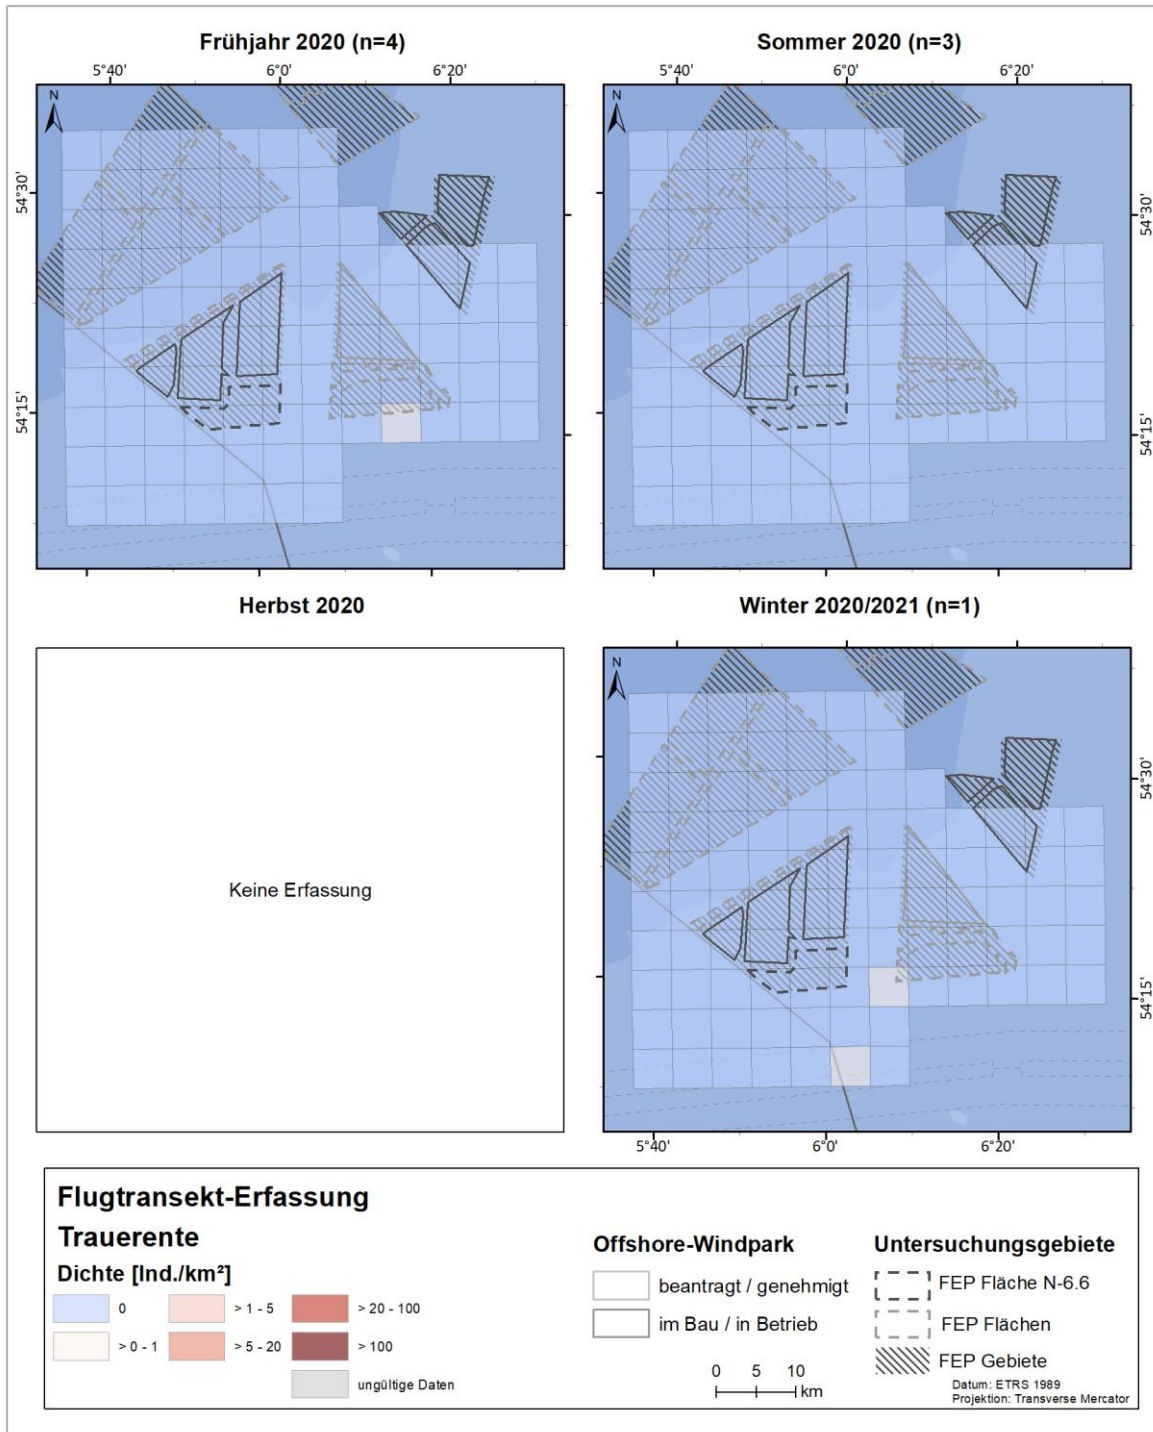 Frühjahr 2020 (n=4)
Sommer 2020 (n=3)
5°40' 6°0' 6°20'
5°40' 6°0' 6°20'
N
N
54°30'
54°30'
54°15'
54°15'
Herbst 2020
Winter 2020/2021 (n=1)
N
Keine Erfassung
54°30'
54°15'
5°40' 6°0' 6°20'
Flugtransekt-Erfassung
Trauerente
Dichte [Ind./km²]
0
> 1 - 5
> 20 - 100
> 0 - 1
> 5 - 20
> 100
ungültige Daten
Offshore-Windpark
beantragt / genehmigt
im Bau / in Betrieb
0 5 10
km
Untersuchungsgebiete
FEP Fläche N-6.6
FEP Flächen
FEP Gebiete
Datum: ETRS 1989
Projektion: Transverse Mercator